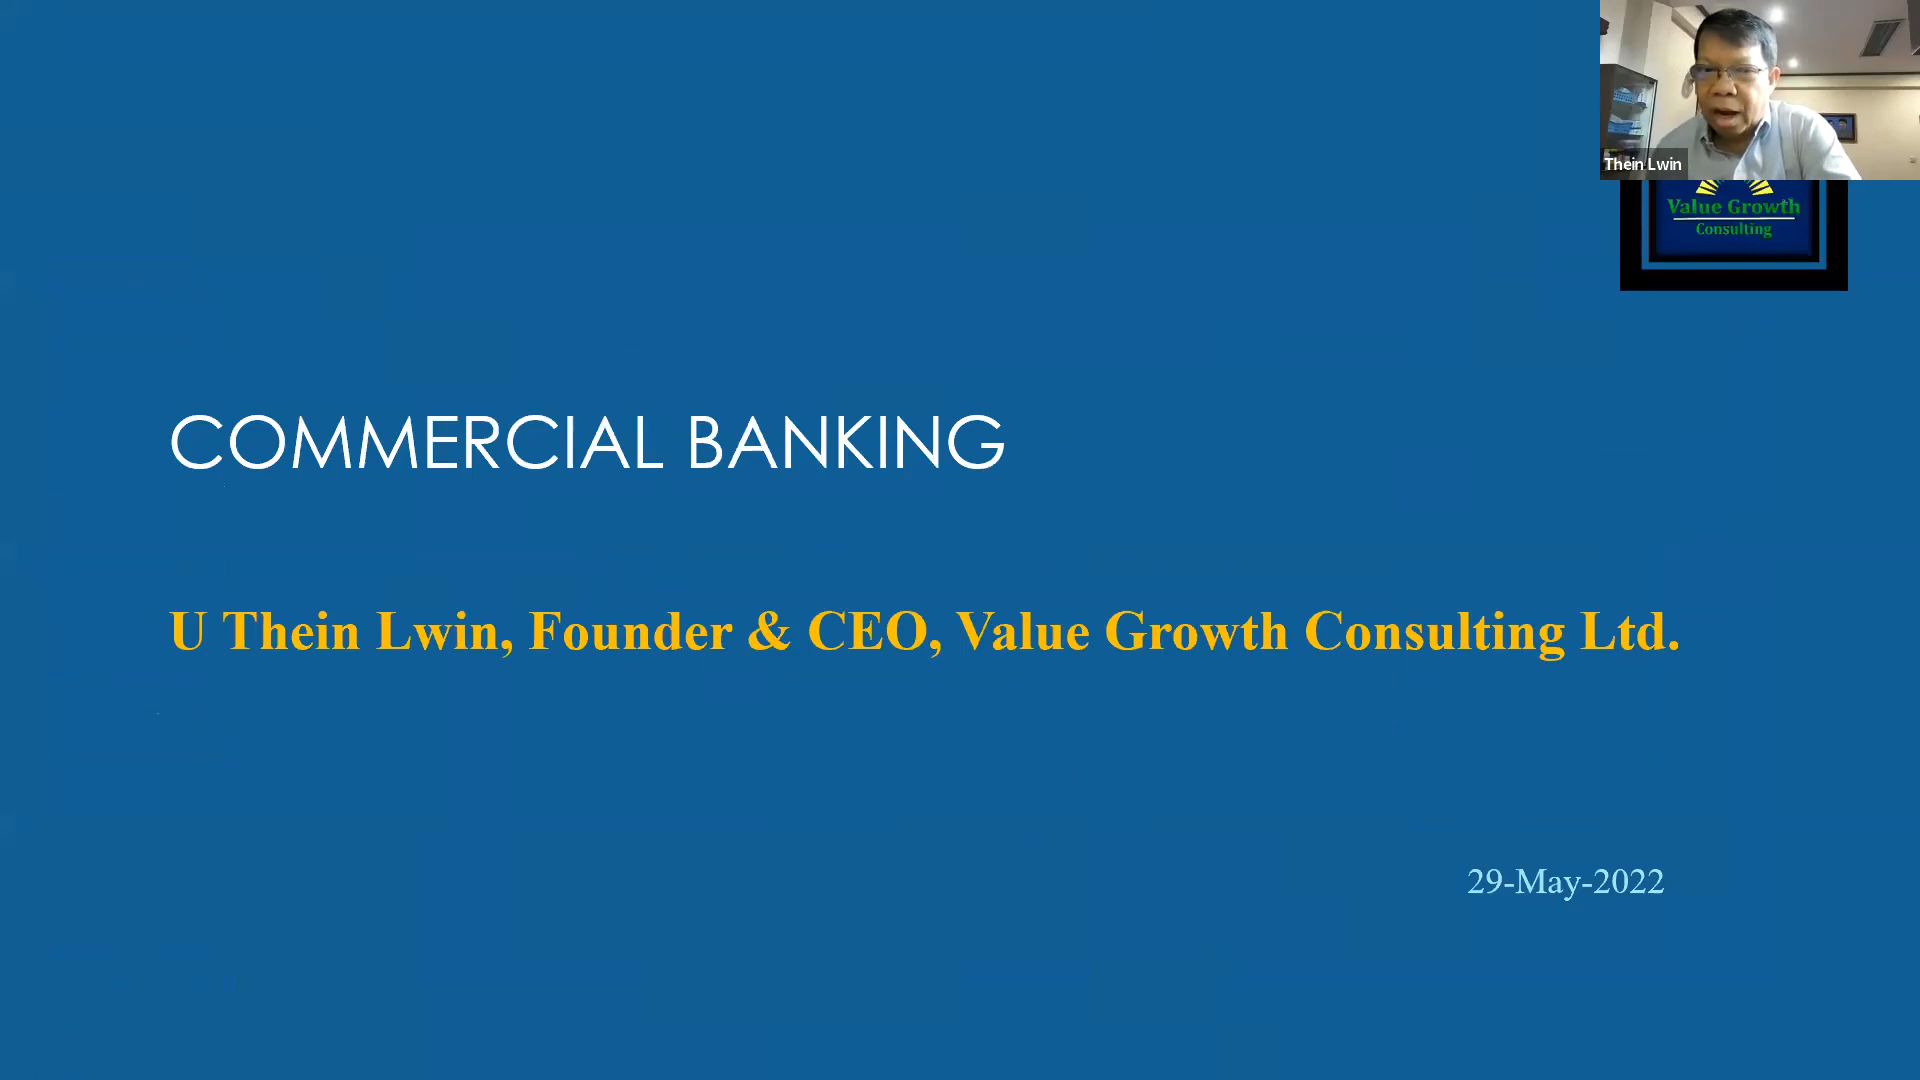 Thein Lwin
Value Growth
Consulting
COMMERCIAL BANKING
U Thein Lwin, Founder & CEO, Value Growth Consulting Ltd.
29-May-2022